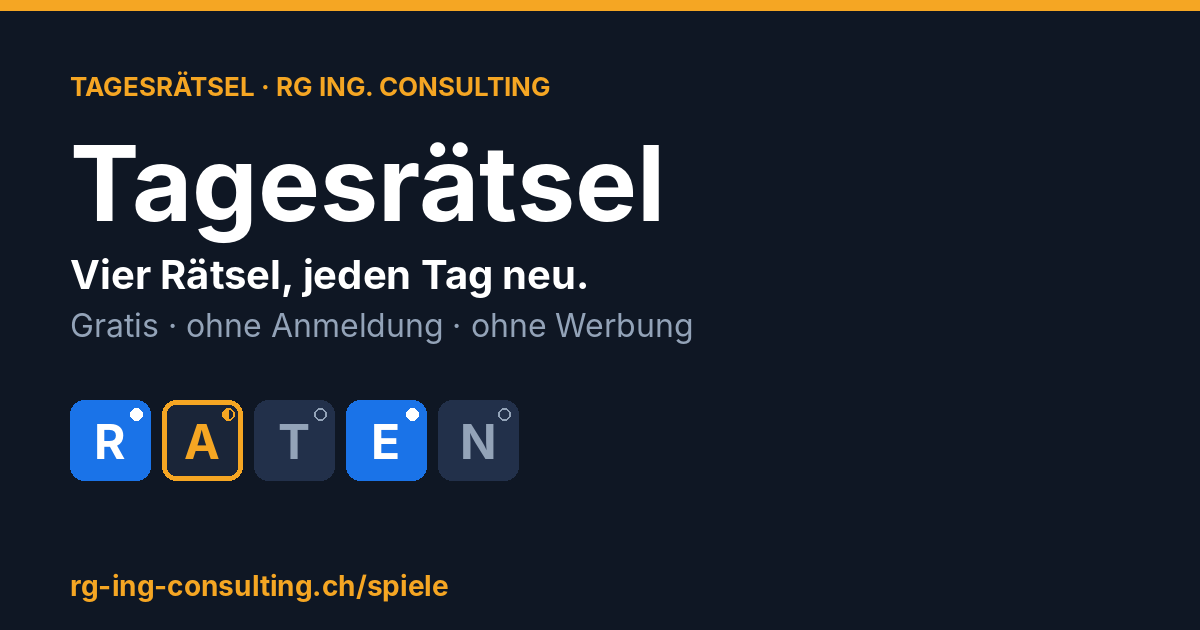 TAGESRÄTSEL · RG ING. CONSULTING
Tagesrätsel
Vier Rätsel, jeden Tag neu.
Gratis · ohne Anmeldung · ohne Werbung
R A T E N
rg-ing-consulting.ch/spiele